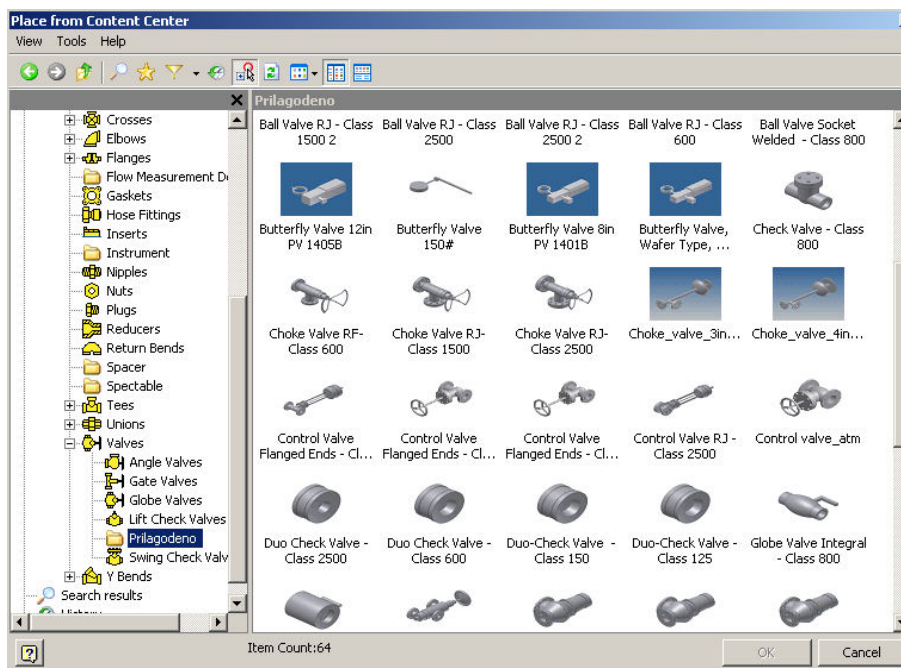 Place from Content Center
View Tools Help
Prilagodeno
Crosses
Elbows
Flanges
Flow Measurement D
Gaskets
Hose Fittings
Inserts
Instrument
Nipples
Nuts
Plugs
Reducers
Return Bends
Spacer
Spectable
Tees
Unions
Valves
Angle Valves
Gate Valves
Globe Valves
Lift Check Valves
Prilagodeno
Swing Check Valv
Y Bends
Search results
Ball Valve RJ - Class
1500 2
Ball Valve RJ - Class
2500
Ball Valve RJ - Class
2500 2
Ball Valve RJ - Class
600
Ball Valve Socket
Welded - Class 800
Butterfly Valve 12in
PV 1405B
Butterfly Valve
150#
Butterfly Valve 8in
PV 1401B
Butterfly Valve,
Wafer Type, ...
Check Valve - Class
800
Choke Valve RF-
Class 600
Choke Valve RJ-
Class 1500
Choke Valve RJ-
Class 2500
Choke_valve_3in...
Choke_valve_4in...
Control Valve
Flanged Ends - Cl...
Control Valve
Flanged Ends - Cl...
Control Valve
Flanged Ends - Cl...
Control Valve RJ -
Class 2500
Control valve_atm
Duo Check Valve -
Class 2500
Duo Check Valve -
Class 600
Duo-Check Valve -
Class 150
Duo-Check Valve -
Class 125
Globe Valve Integral
- Class 800
Item Count:64
OK
Cancel